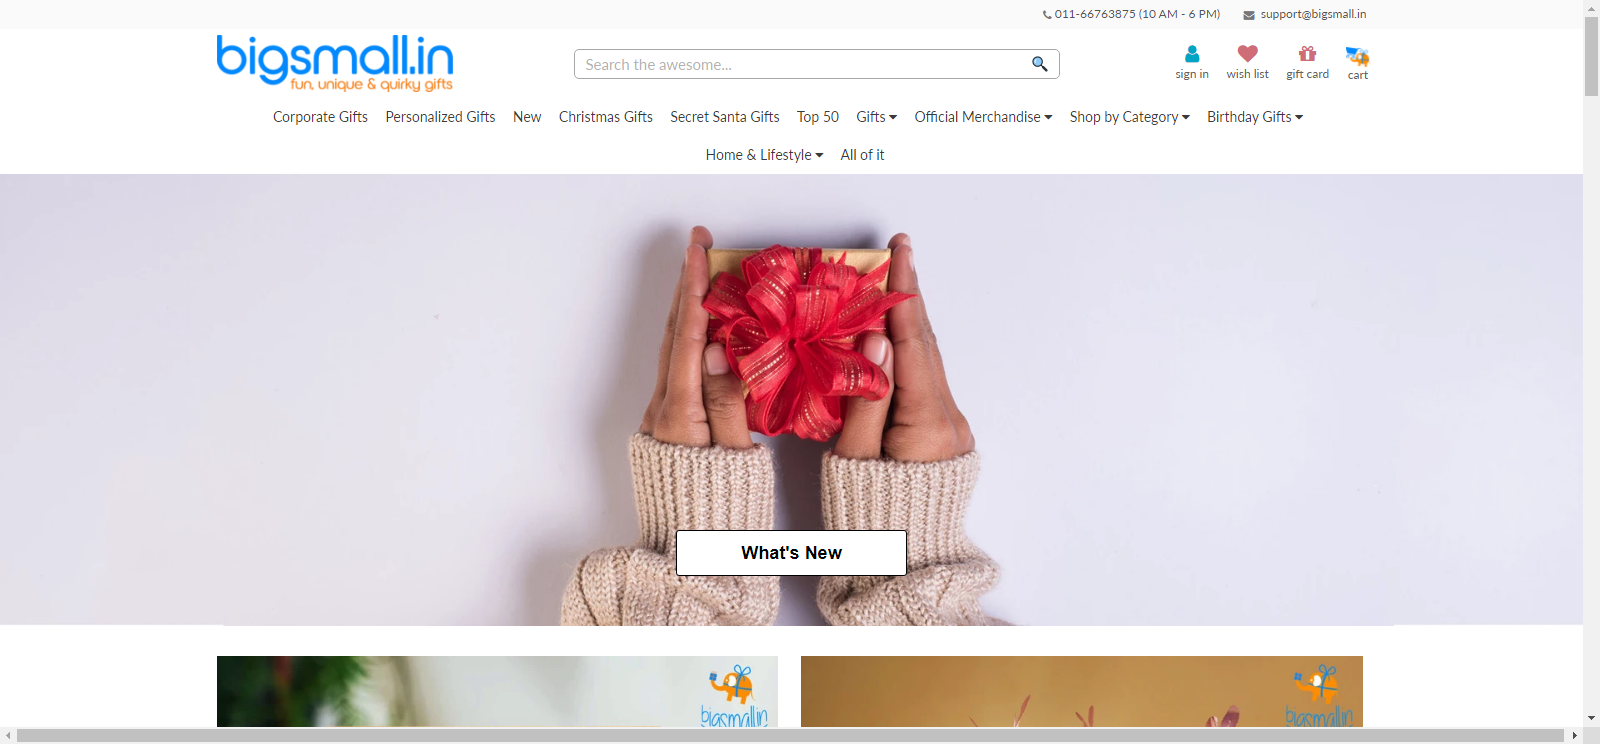 011-66763875 (10 AM - 6 PM) support@bigsmall.in
bigsmall.in
fun, unique & quirky gifts
Search the awesome...
sign in wish list gift card cart
Corporate Gifts Personalized Gifts New Christmas Gifts Secret Santa Gifts Top 50 Gifts Official Merchandise Shop by Category Birthday Gifts
Home & Lifestyle All of it
What's New
bigsmall.in bigsmall.in